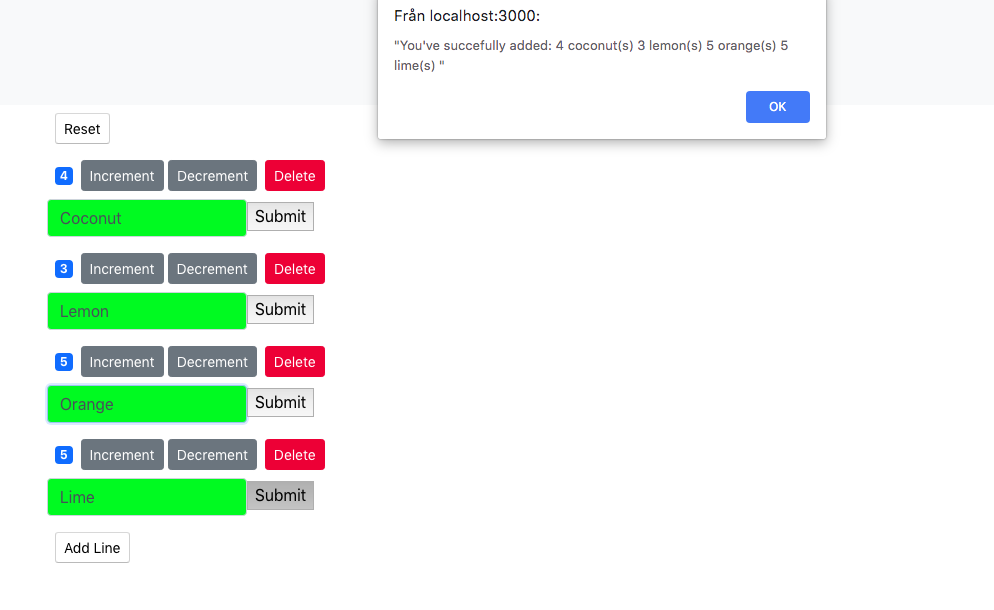 Från localhost:3000:
"You've succefully added: 4 coconut(s) 3 lemon(s) 5 orange(s) 5
lime(s) "
OK
Reset
4 Increment Decrement Delete
Coconut Submit
3 Increment Decrement Delete
Lemon Submit
5 Increment Decrement Delete
Orange Submit
5 Increment Decrement Delete
Lime Submit
Add Line